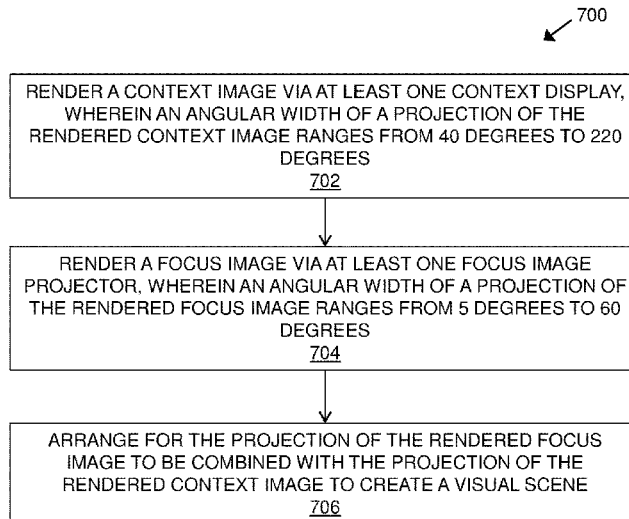 700
RENDER A CONTEXT IMAGE VIA AT LEAST ONE CONTEXT DISPLAY,
WHEREIN AN ANGULAR WIDTH OF A PROJECTION OF THE
RENDERED CONTEXT IMAGE RANGES FROM 40 DEGREES TO 220
DEGREES
702
RENDER A FOCUS IMAGE VIA AT LEAST ONE FOCUS IMAGE
PROJECTOR, WHEREIN AN ANGULAR WIDTH OF A PROJECTION OF
THE RENDERED FOCUS IMAGE RANGES FROM 5 DEGREES TO 60
DEGREES
704
ARRANGE FOR THE PROJECTION OF THE RENDERED FOCUS
IMAGE TO BE COMBINED WITH THE PROJECTION OF THE
RENDERED CONTEXT IMAGE TO CREATE A VISUAL SCENE
706